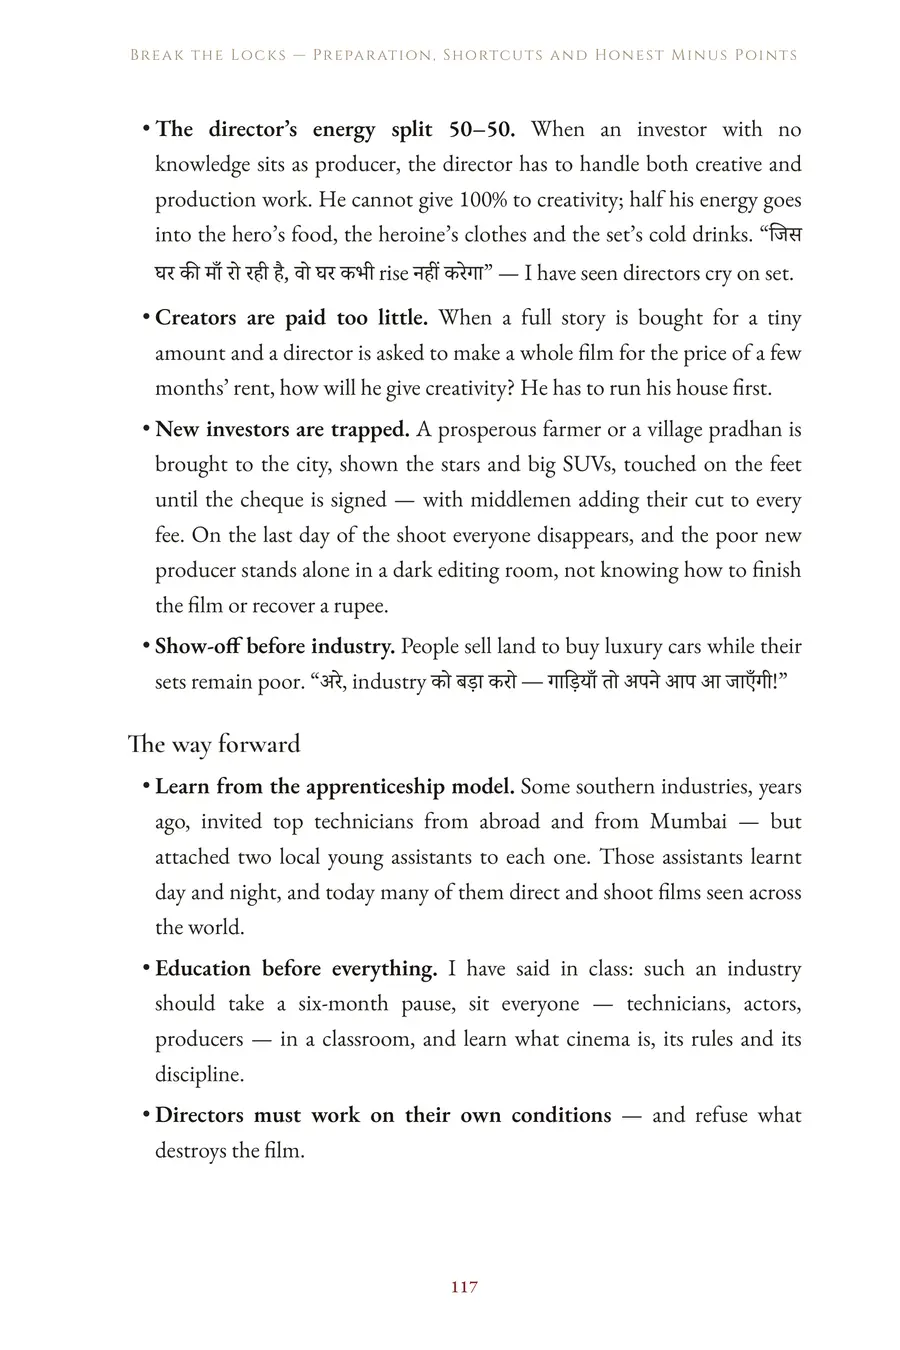 Break the Locks — Preparation, Shortcuts and Honest Minus Points
• The director’s energy split 50–50. When an investor with no
knowledge sits as producer, the director has to handle both creative and
production work. He cannot give 100% to creativity; half his energy goes
into the hero’s food, the heroine’s clothes and the set’s cold drinks. “जिस
घर की माँ रो रही है, वो घर कभी rise नहीं करेगा” — I have seen directors cry on set.
• Creators are paid too little. When a full story is bought for a tiny
amount and a director is asked to make a whole film for the price of a few
months’ rent, how will he give creativity? He has to run his house first.
• New investors are trapped. A prosperous farmer or a village pradhan is
brought to the city, shown the stars and big SUVs, touched on the feet
until the cheque is signed — with middlemen adding their cut to every
fee. On the last day of the shoot everyone disappears, and the poor new
producer stands alone in a dark editing room, not knowing how to finish
the film or recover a rupee.
• Show-off before industry. People sell land to buy luxury cars while their
sets remain poor. “अरे, industry को बड़ा करो — गाड़ियाँ तो अपने आप आ जाएँगी!”
The way forward
• Learn from the apprenticeship model. Some southern industries, years
ago, invited top technicians from abroad and from Mumbai — but
attached two local young assistants to each one. Those assistants learnt
day and night, and today many of them direct and shoot films seen across
the world.
• Education before everything. I have said in class: such an industry
should take a six-month pause, sit everyone — technicians, actors,
producers — in a classroom, and learn what cinema is, its rules and its
discipline.
• Directors must work on their own conditions — and refuse what
destroys the film.
117